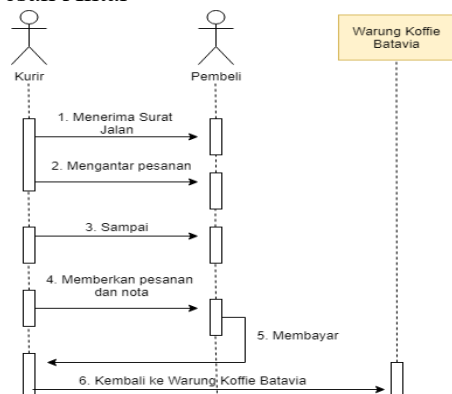 Warung Koffie
Batavia
Kurir
Pembeli
1. Menerima Surat
Jalan
2. Mengantar pesanan
3. Sampai
4. Memberkan pesanan
dan nota
5. Membayar
6. Kembali ke Warung Koffie Batavia